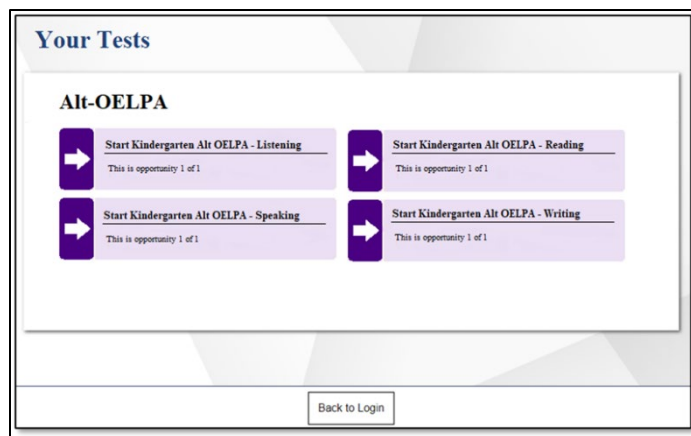 Your Tests
Alt-OELPA
Start Kindergarten Alt OELPA - Listening
This is opportunity 1 of 1
Start Kindergarten Alt OELPA - Reading
This is opportunity 1 of 1
Start Kindergarten Alt OELPA - Speaking
This is opportunity 1 of 1
Start Kindergarten Alt OELPA - Writing
This is opportunity 1 of 1
Back to Login